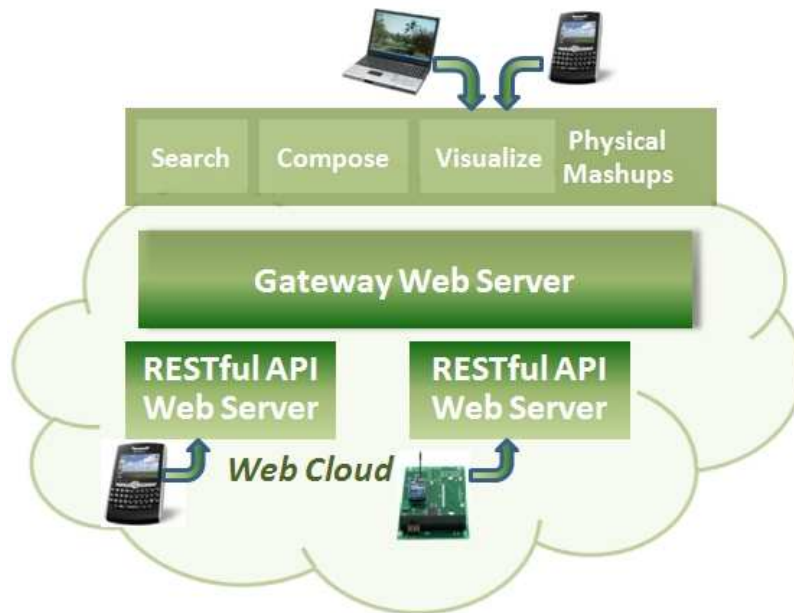 Search
Compose
Visualize
Physical
Mashups
Gateway Web Server
RESTful API
Web Server
RESTful API
Web Server
Web Cloud